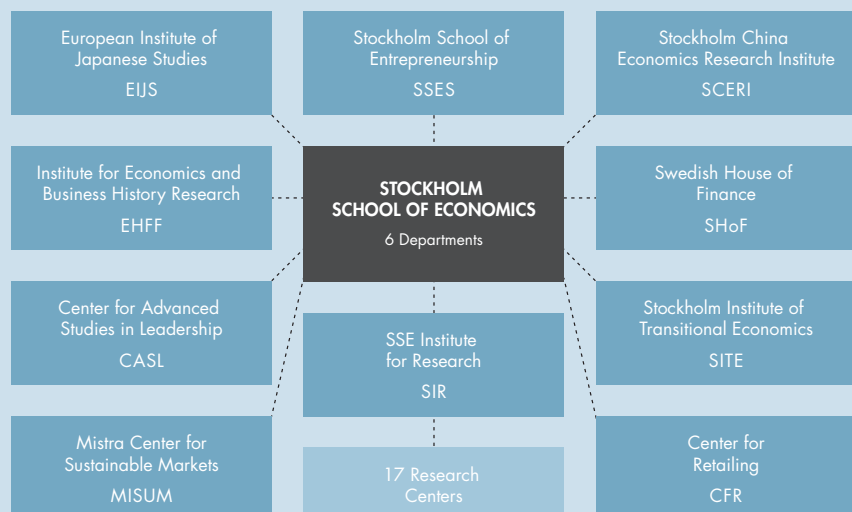 European Institute of
Japanese Studies
EIJS
Stockholm School of
Entrepreneurship
SSES
Stockholm China
Economics Research Institute
SCERI
Institute for Economics and
Business History Research
EHFF
STOCKHOLM
SCHOOL OF ECONOMICS
6 Departments
Swedish House of
Finance
SHoF
Center for Advanced
Studies in Leadership
CASL
SSE Institute
for Research
SIR
Stockholm Institute of
Transitional Economics
SITE
Mistra Center for
Sustainable Markets
MISUM
17 Research
Centers
Center for
Retailing
CFR